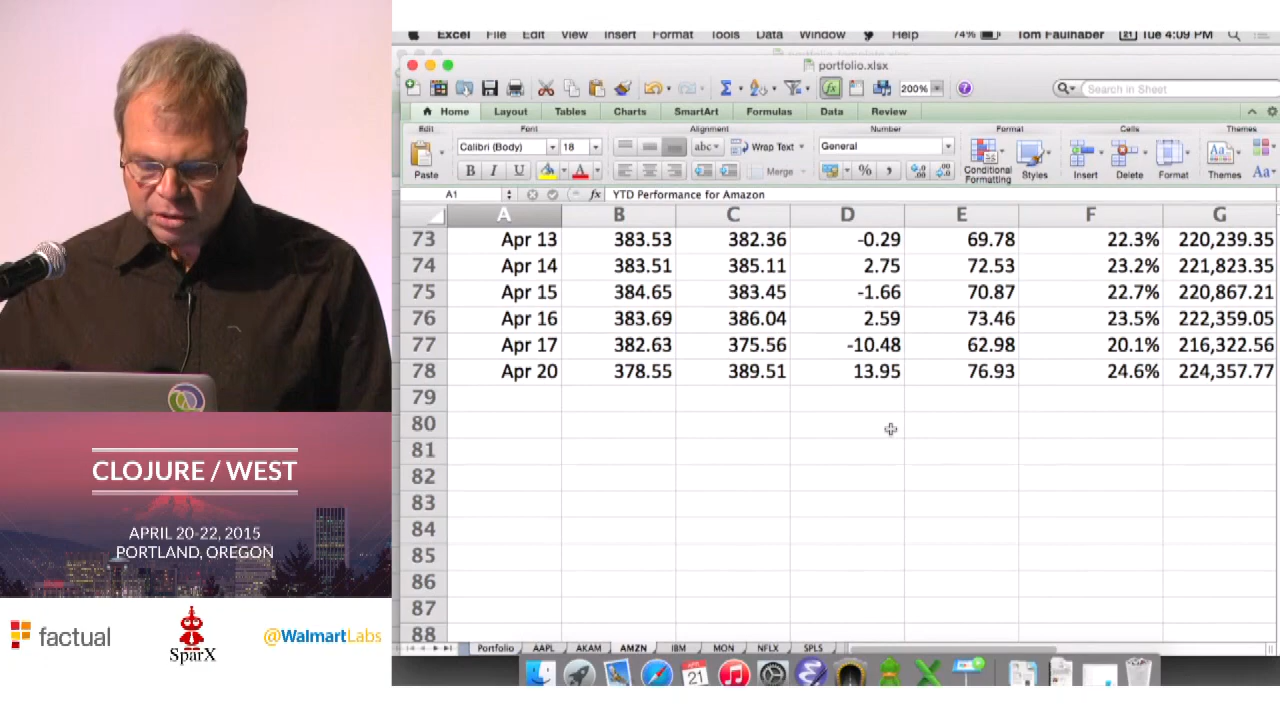 Excel File Edit View Insert Format Tools Data Window Help 74% Tom Faulhaber 21 Tue 4:09 PM
portfolio.xlsx
200% Search in Sheet
Home Layout Tables Charts SmartArt Formulas Data Review
Edit Font Alignment Number Format Cells Themes
Calibri (Body) 18 abc Wrap Text General
Paste B I U A Merge % , Conditional Formatting Styles Insert Delete Format Themes Aa
A1 fx YTD Performance for Amazon
A B C D E F G
73 Apr 13 383.53 382.36 -0.29 69.78 22.3% 220,239.35
74 Apr 14 383.51 385.11 2.75 72.53 23.2% 221,823.35
75 Apr 15 384.65 383.45 -1.66 70.87 22.7% 220,867.21
76 Apr 16 383.69 386.04 2.59 73.46 23.5% 222,359.05
77 Apr 17 382.63 375.56 -10.48 62.98 20.1% 216,322.56
78 Apr 20 378.55 389.51 13.95 76.93 24.6% 224,357.77
79
80
81
82
83
84
85
86
87
88
Portfolio AAPL AKAM AMZN IBM MON NFLX SPLS
21
CLOJURE / WEST
APRIL 20-22, 2015
PORTLAND, OREGON
factual
SparX
@WalmartLabs